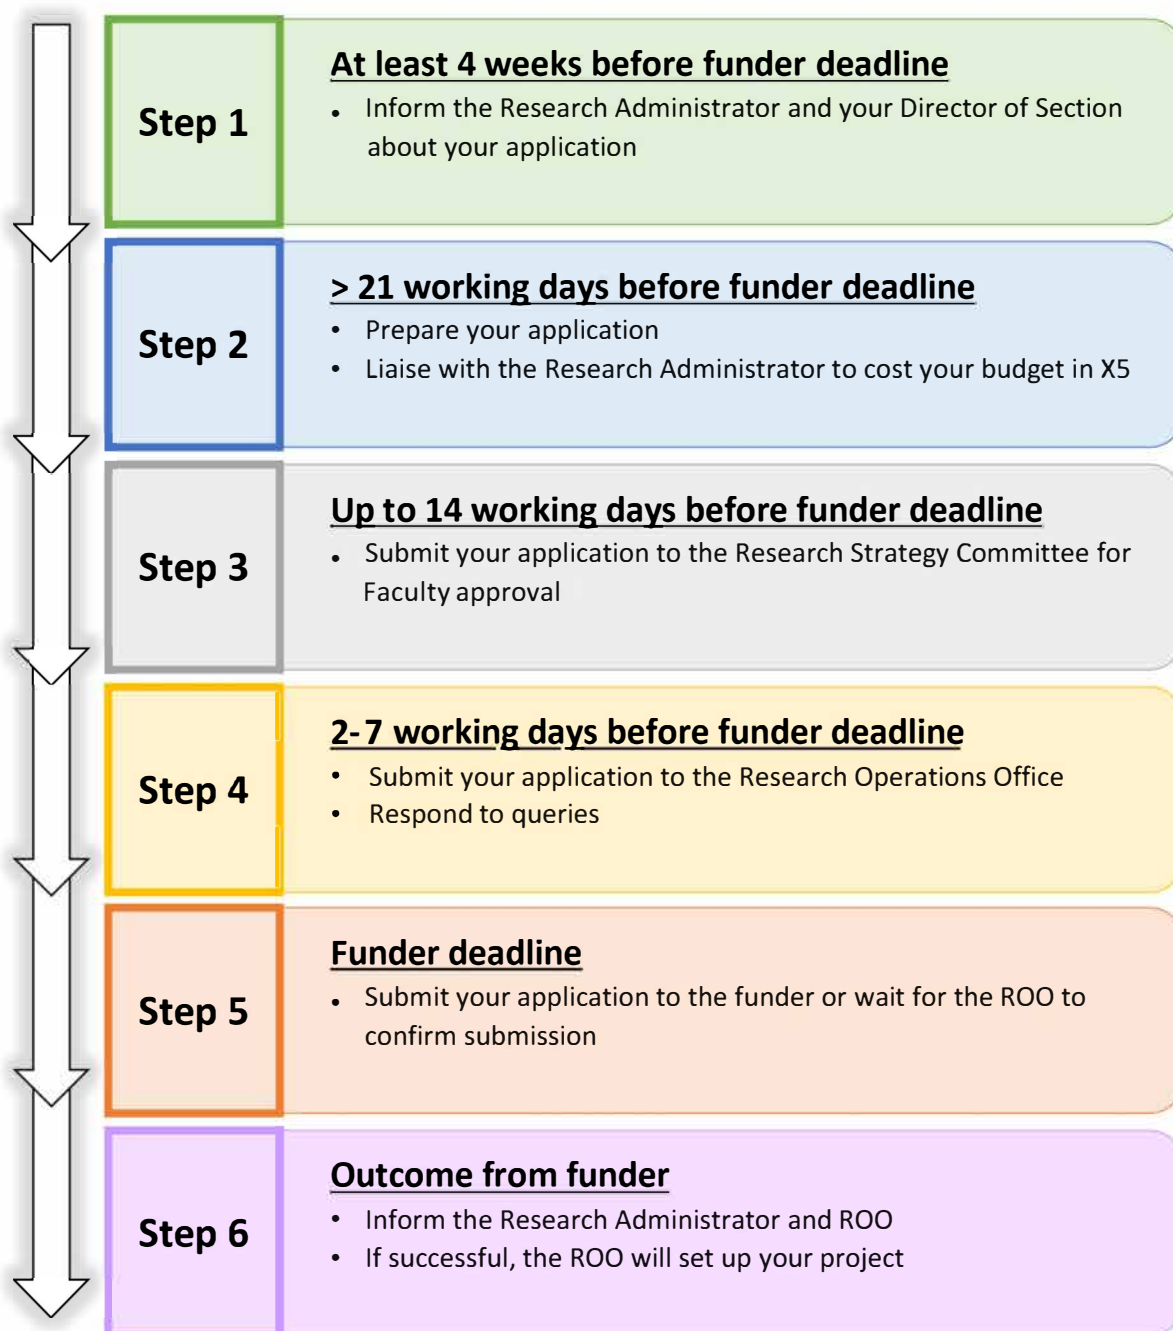 Step 1
At least 4 weeks before funder deadline
• Inform the Research Administrator and your Director of Section
about your application
Step 2
> 21 working days before funder deadline
• Prepare your application
• Liaise with the Research Administrator to cost your budget in X5
Step 3
Up to 14 working days before funder deadline
• Submit your application to the Research Strategy Committee for
Faculty approval
Step 4
2-7 working days before funder deadline
• Submit your application to the Research Operations Office
• Respond to queries
Step 5
Funder deadline
• Submit your application to the funder or wait for the ROO to
confirm submission
Step 6
Outcome from funder
• Inform the Research Administrator and ROO
• If successful, the ROO will set up your project